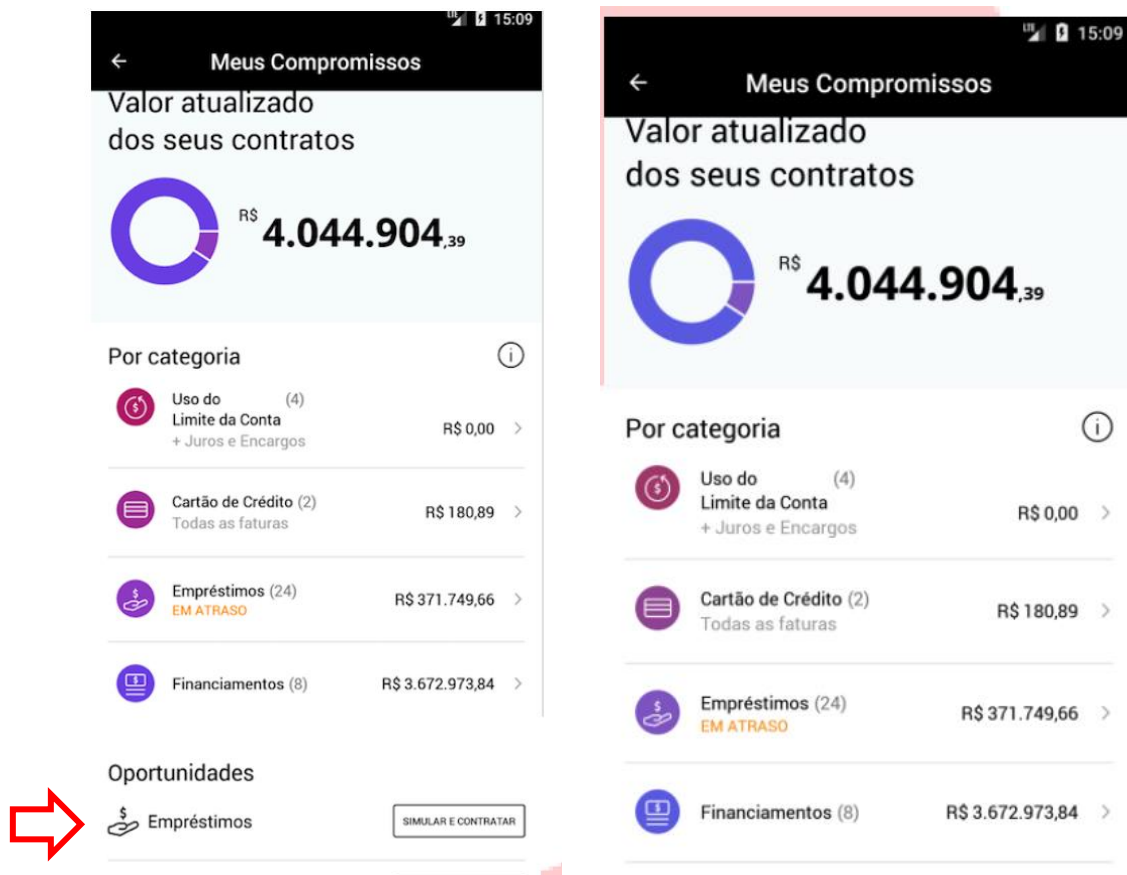 LTE 15:09
Meus Compromissos
Valor atualizado
dos seus contratos
R$ 4.044.904,39
Por categoria
Uso do (4)
Limite da Conta
+ Juros e Encargos
R$ 0,00
Cartão de Crédito (2)
Todas as faturas
R$ 180,89
Empréstimos (24)
EM ATRASO
R$ 371.749,66
Financiamentos (8)
R$ 3.672.973,84
Oportunidades
Empréstimos
SIMULAR E CONTRATAR
LTE 15:09
Meus Compromissos
Valor atualizado
dos seus contratos
R$ 4.044.904,39
Por categoria
Uso do (4)
Limite da Conta
+ Juros e Encargos
R$ 0,00
Cartão de Crédito (2)
Todas as faturas
R$ 180,89
Empréstimos (24)
EM ATRASO
R$ 371.749,66
Financiamentos (8)
R$ 3.672.973,84